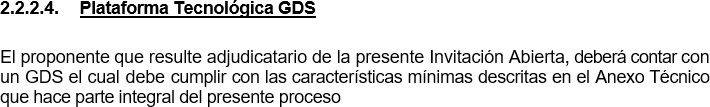 2.2.2.4. Plataforma Tecnológica GDS
El proponente que resulte adjudicatario de la presente Invitación Abierta, deberá contar con
un GDS el cual debe cumplir con las características mínimas descritas en el Anexo Técnico
que hace parte integral del presente proceso